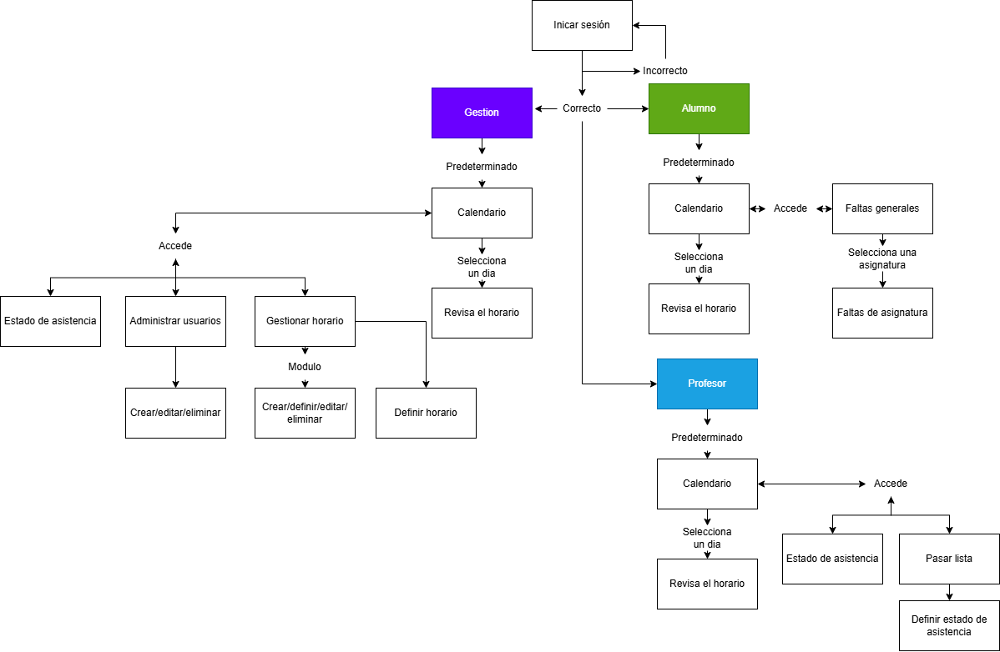 Inicar sesión
Incorrecto
Gestion
Correcto
Alumno
Predeterminado
Predeterminado
Calendario
Calendario
Accede
Faltas generales
Accede
Selecciona
un dia
Selecciona
un dia
Selecciona una
asignatura
Estado de asistencia
Administrar usuarios
Gestionar horario
Revisa el horario
Revisa el horario
Faltas de asignatura
Modulo
Profesor
Crear/editar/eliminar
Crear/definir/editar/
eliminar
Definir horario
Predeterminado
Calendario
Accede
Selecciona
un dia
Estado de asistencia
Pasar lista
Revisa el horario
Definir estado de
asistencia